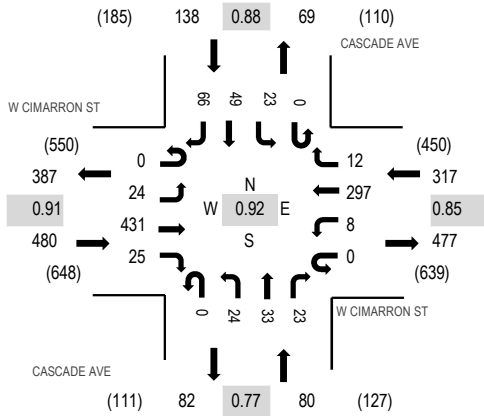 (185) 138 0.88 69 (110)
CASCADE AVE
W CIMARRON ST
66 49 23 0
(550) (450)
387 0 12 317
24 N 297
0.91 W 0.92 E 0.85
431 8
480 S 477
25 0
(648) (639)
0 24 33 23
W CIMARRON ST
CASCADE AVE
(111) 82 0.77 80 (127)